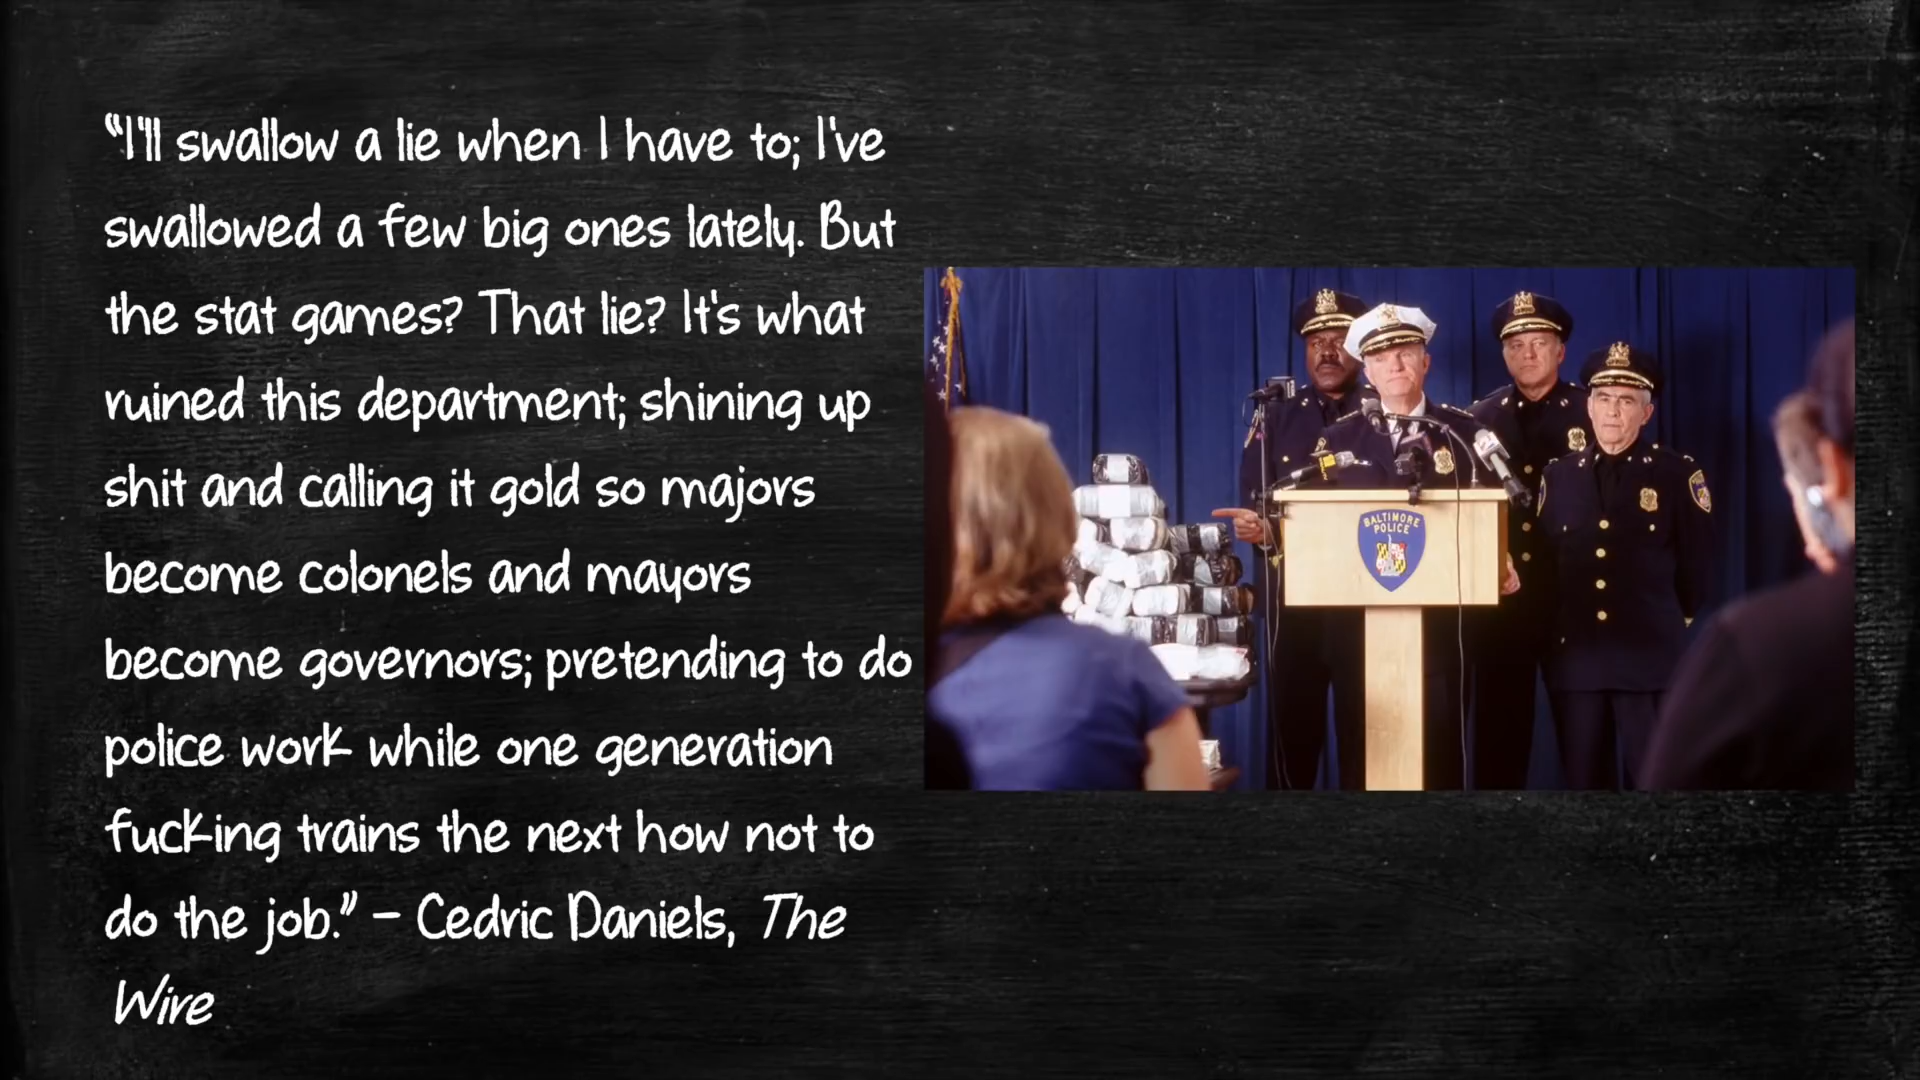 “I'll swallow a lie when I have to; I've
swallowed a few big ones lately. But
the stat games? That lie? It's what
ruined this department; shining up
shit and calling it gold so majors
become colonels and mayors
become governors; pretending to do
police work while one generation
fucking trains the next how not to
do the job.” – Cedric Daniels, The
Wire
BALTIMORE
POLICE